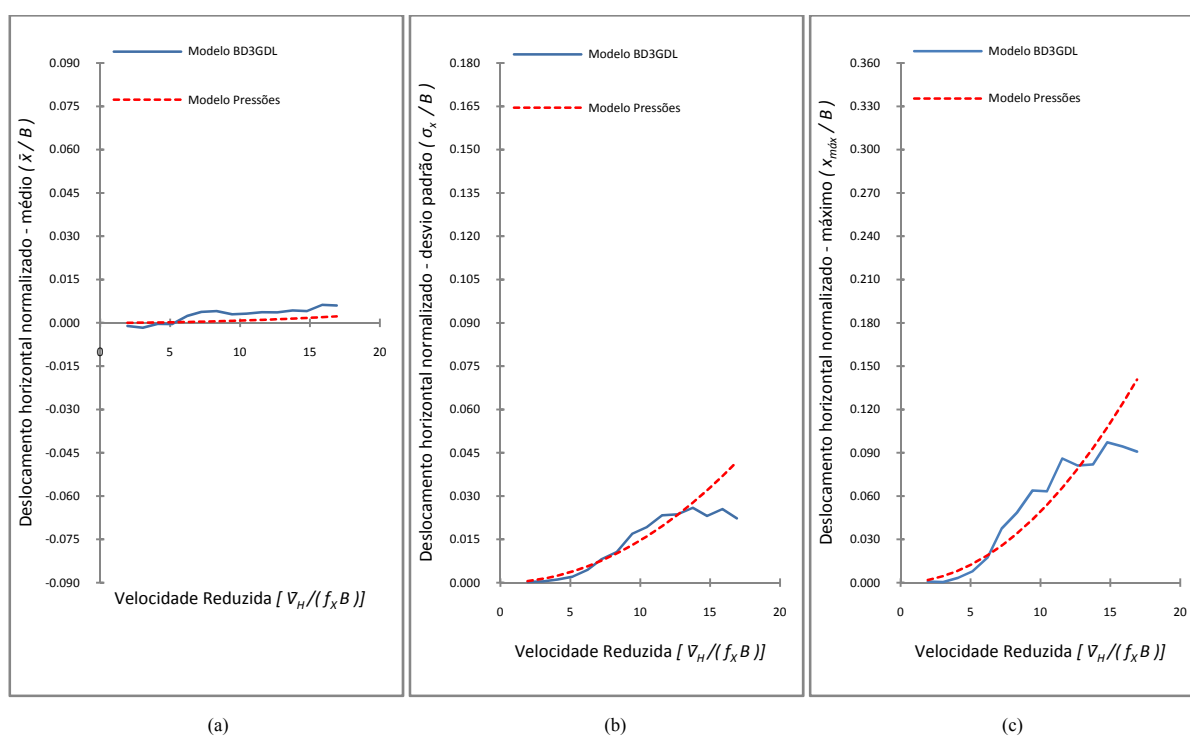 Deslocamento horizontal normalizado - médio ( x̄ / B )
Modelo BD3GDL
Modelo Pressões
0.090
0.075
0.060
0.045
0.030
0.015
0.000
-0.015
-0.030
-0.045
-0.060
-0.075
-0.090
0 5 10 15 20
Velocidade Reduzida [ V̄H /( fX B )]
(a)
Deslocamento horizontal normalizado - desvio padrão ( σx / B )
Modelo BD3GDL
Modelo Pressões
0.180
0.165
0.150
0.135
0.120
0.105
0.090
0.075
0.060
0.045
0.030
0.015
0.000
0 5 10 15 20
Velocidade Reduzida [ V̄H /( fX B )]
(b)
Deslocamento horizontal normalizado - máximo ( xmáx / B )
Modelo BD3GDL
Modelo Pressões
0.360
0.330
0.300
0.270
0.240
0.210
0.180
0.150
0.120
0.090
0.060
0.030
0.000
0 5 10 15 20
Velocidade Reduzida [ V̄H /( fX B )]
(c)